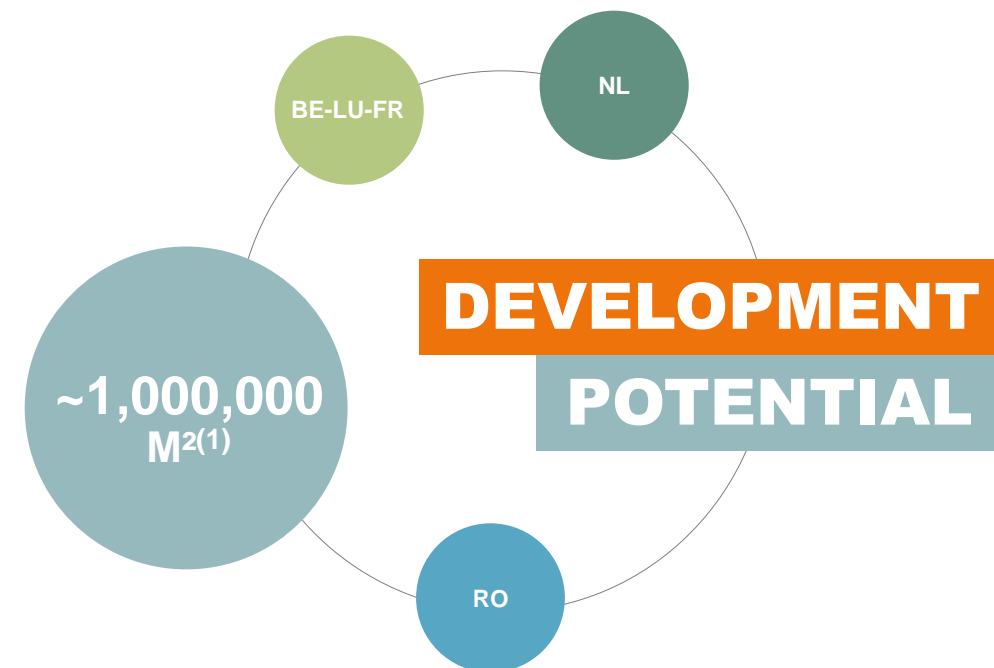 NL
BE-LU-FR
DEVELOPMENT
POTENTIAL
~1,000,000
M²⁽¹⁾
RO